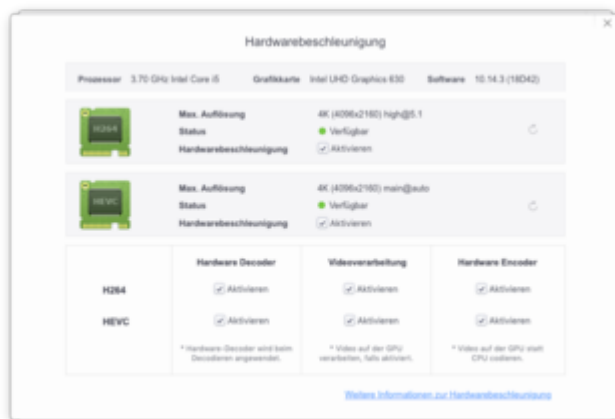 Hardwarebeschleunigung
Prozessor 3.70 GHz Intel Core i5 Grafikkarte Intel UHD Graphics 630 Software 10.14.3 (18D42)
H264
Max. Auflösung 4K (4096x2160) high@5.1
Status Verfügbar
Hardwarebeschleunigung Aktivieren
HEVC
Max. Auflösung 4K (4096x2160) main@auto
Status Verfügbar
Hardwarebeschleunigung Aktivieren
Hardware Decoder Videoverarbeitung Hardware Encoder
H264 Aktivieren Aktivieren Aktivieren
HEVC Aktivieren Aktivieren Aktivieren
* Hardware-Decoder wird beim * Video auf der GPU * Video auf der GPU statt
Decodieren angewendet. verarbeiten, falls aktiviert. CPU codieren.
Weitere Informationen zur Hardwarebeschleunigung